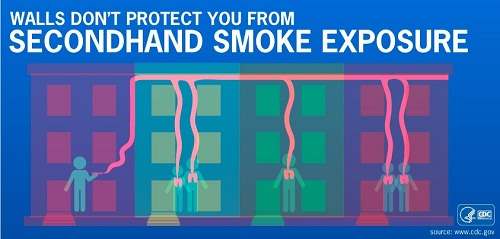 WALLS DON'T PROTECT YOU FROM
SECONDHAND SMOKE EXPOSURE
CDC
source: www.cdc.gov